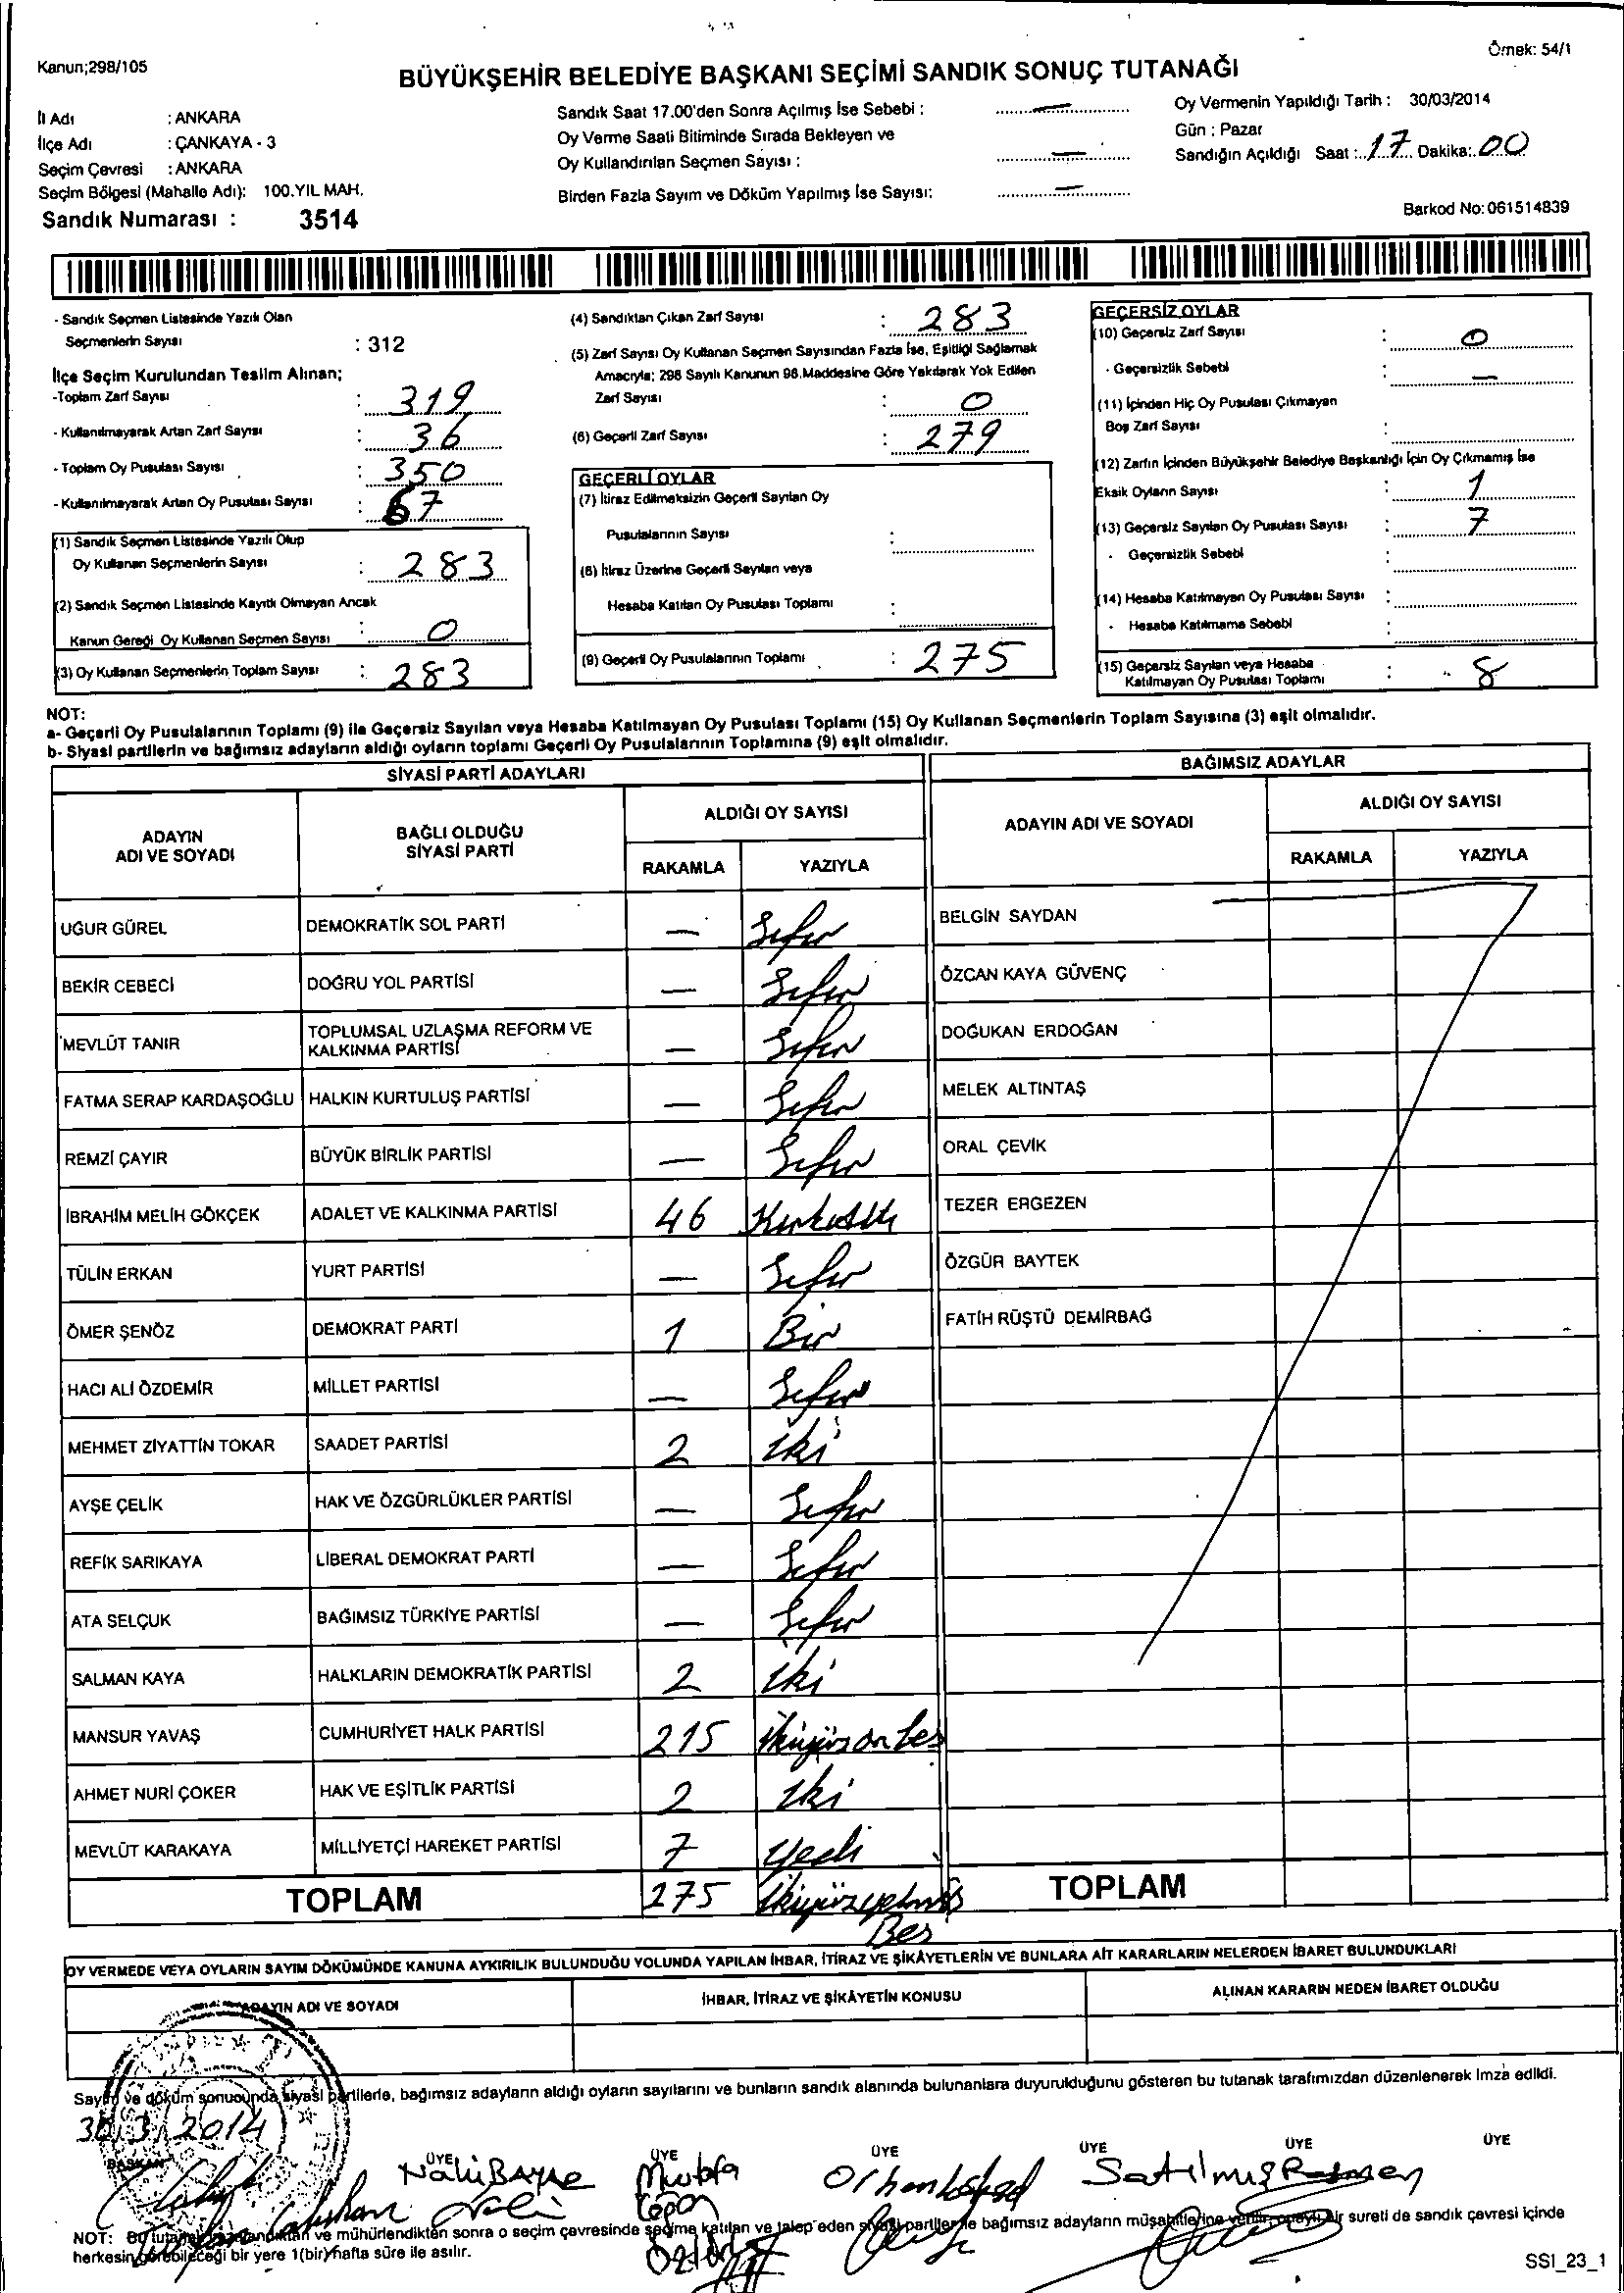 Örnek: 54/1
Kanun;298/105
BÜYÜKŞEHİR BELEDİYE BAŞKANI SEÇİMİ SANDIK SONUÇ TUTANAĞI
İl Adı : ANKARA
İlçe Adı : ÇANKAYA - 3
Seçim Çevresi : ANKARA
Seçim Bölgesi (Mahalle Adı): 100.YIL MAH.
Sandık Numarası : 3514
Sandık Saat 17.00'den Sonra Açılmış İse Sebebi : —
Oy Verme Saati Bitiminde Sırada Bekleyen ve
Oy Kullandırılan Seçmen Sayısı : —
Birden Fazla Sayım ve Döküm Yapılmış İse Sayısı: —
Oy Vermenin Yapıldığı Tarih : 30/03/2014
Gün : Pazar
Sandığın Açıldığı Saat : 17 Dakika: 00
Barkod No: 061514839
- Sandık Seçmen Listesinde Yazılı Olan
Seçmenlerin Sayısı : 312
İlçe Seçim Kurulundan Teslim Alınan;
-Toplam Zarf Sayısı : 319
- Kullanılmayarak Artan Zarf Sayısı : 36
- Toplam Oy Pusulası Sayısı : 350
- Kullanılmayarak Artan Oy Pusulası Sayısı : 67
(1) Sandık Seçmen Listesinde Yazılı Olup
Oy Kullanan Seçmenlerin Sayısı : 283
(2) Sandık Seçmen Listesinde Kayıtlı Olmayan Ancak
Kanun Gereği Oy Kullanan Seçmen Sayısı : 0
(3) Oy Kullanan Seçmenlerin Toplam Sayısı : 283
(4) Sandıktan Çıkan Zarf Sayısı : 283
(5) Zarf Sayısı Oy Kullanan Seçmen Sayısından Fazla İse, Eşitliği Sağlamak
Amacıyla; 298 Sayılı Kanunun 98.Maddesine Göre Yakılarak Yok Edilen
Zarf Sayısı : 0
(6) Geçerli Zarf Sayısı : 279
GEÇERLİ OYLAR
(7) İtiraz Edilmeksizin Geçerli Sayılan Oy
Pusulalarının Sayısı :
(8) İtiraz Üzerine Geçerli Sayılan veya
Hesaba Katılan Oy Pusulası Toplamı :
(9) Geçerli Oy Pusulalarının Toplamı : 275
GEÇERSİZ OYLAR
(10) Geçersiz Zarf Sayısı : 0
- Geçersizlik Sebebi : —
(11) İçinden Hiç Oy Pusulası Çıkmayan
Boş Zarf Sayısı :
(12) Zarfın İçinden Büyükşehir Belediye Başkanlığı İçin Oy Çıkmamış İse
Eksik Oyların Sayısı : 1
(13) Geçersiz Sayılan Oy Pusulası Sayısı : 7
- Geçersizlik Sebebi :
(14) Hesaba Katılmayan Oy Pusulası Sayısı :
- Hesaba Katılmama Sebebi :
(15) Geçersiz Sayılan veya Hesaba
Katılmayan Oy Pusulası Toplamı : 8
NOT:
a- Geçerli Oy Pusulalarının Toplamı (9) ile Geçersiz Sayılan veya Hesaba Katılmayan Oy Pusulası Toplamı (15) Oy Kullanan Seçmenlerin Toplam Sayısına (3) eşit olmalıdır.
b- Siyasi partilerin ve bağımsız adayların aldığı oyların toplamı Geçerli Oy Pusulalarının Toplamına (9) eşit olmalıdır.
SİYASİ PARTİ ADAYLARI
ADAYIN ADI VE SOYADI BAĞLI OLDUĞU SİYASİ PARTİ ALDIĞI OY SAYISI
RAKAMLA YAZIYLA
UĞUR GÜREL DEMOKRATİK SOL PARTİ — Sıfır
BEKİR CEBECİ DOĞRU YOL PARTİSİ — Sıfır
MEVLÜT TANIR TOPLUMSAL UZLAŞMA REFORM VE KALKINMA PARTİSİ — Sıfır
FATMA SERAP KARDAŞOĞLU HALKIN KURTULUŞ PARTİSİ — Sıfır
REMZİ ÇAYIR BÜYÜK BİRLİK PARTİSİ — Sıfır
İBRAHİM MELİH GÖKÇEK ADALET VE KALKINMA PARTİSİ 46 Kırkaltı
TÜLİN ERKAN YURT PARTİSİ — Sıfır
ÖMER ŞENÖZ DEMOKRAT PARTİ 1 Bir
HACI ALİ ÖZDEMİR MİLLET PARTİSİ — Sıfır
MEHMET ZİYATTİN TOKAR SAADET PARTİSİ 2 iki
AYŞE ÇELİK HAK VE ÖZGÜRLÜKLER PARTİSİ — Sıfır
REFİK SARIKAYA LİBERAL DEMOKRAT PARTİ — Sıfır
ATA SELÇUK BAĞIMSIZ TÜRKİYE PARTİSİ — Sıfır
SALMAN KAYA HALKLARIN DEMOKRATİK PARTİSİ 2 iki
MANSUR YAVAŞ CUMHURİYET HALK PARTİSİ 215 ikiyüzonbeş
AHMET NURİ ÇOKER HAK VE EŞİTLİK PARTİSİ 2 iki
MEVLÜT KARAKAYA MİLLİYETÇİ HAREKET PARTİSİ 7 yedi
TOPLAM 275 ikiyüzyetmiş Beş
BAĞIMSIZ ADAYLAR
ADAYIN ADI VE SOYADI ALDIĞI OY SAYISI
RAKAMLA YAZIYLA
BELGİN SAYDAN
ÖZCAN KAYA GÜVENÇ
DOĞUKAN ERDOĞAN
MELEK ALTINTAŞ
ORAL ÇEVİK
TEZER ERGEZEN
ÖZGÜR BAYTEK
FATİH RÜŞTÜ DEMİRBAĞ
TOPLAM
OY VERMEDE VEYA OYLARIN SAYIM DÖKÜMÜNDE KANUNA AYKIRILIK BULUNDUĞU YOLUNDA YAPILAN İHBAR, İTİRAZ VE ŞİKÂYETLERİN VE BUNLARA AİT KARARLARIN NELERDEN İBARET BULUNDUKLARI
ADAYIN ADI VE SOYADI İHBAR, İTİRAZ VE ŞİKÂYETİN KONUSU ALINAN KARARIN NEDEN İBARET OLDUĞU
Sayım ve döküm sonucunda siyasi partilerle, bağımsız adayların aldığı oyların sayılarını ve bunların sandık alanında bulunanlara duyurulduğunu gösteren bu tutanak tarafımızdan düzenlenerek imza edildi.
30/3/2014
BAŞKAN ÜYE ÜYE ÜYE ÜYE ÜYE ÜYE
Mustafa
Satılmış
NOT: Bu tutanak ve mühürlendikten sonra o seçim çevresinde seçime katılan ve talep eden siyasi partiler ile bağımsız adayların müşahitlerine verilir, onaylı bir sureti de sandık çevresi içinde
herkesin görebileceği bir yere 1(bir) hafta süre ile asılır.
SSI_23_1